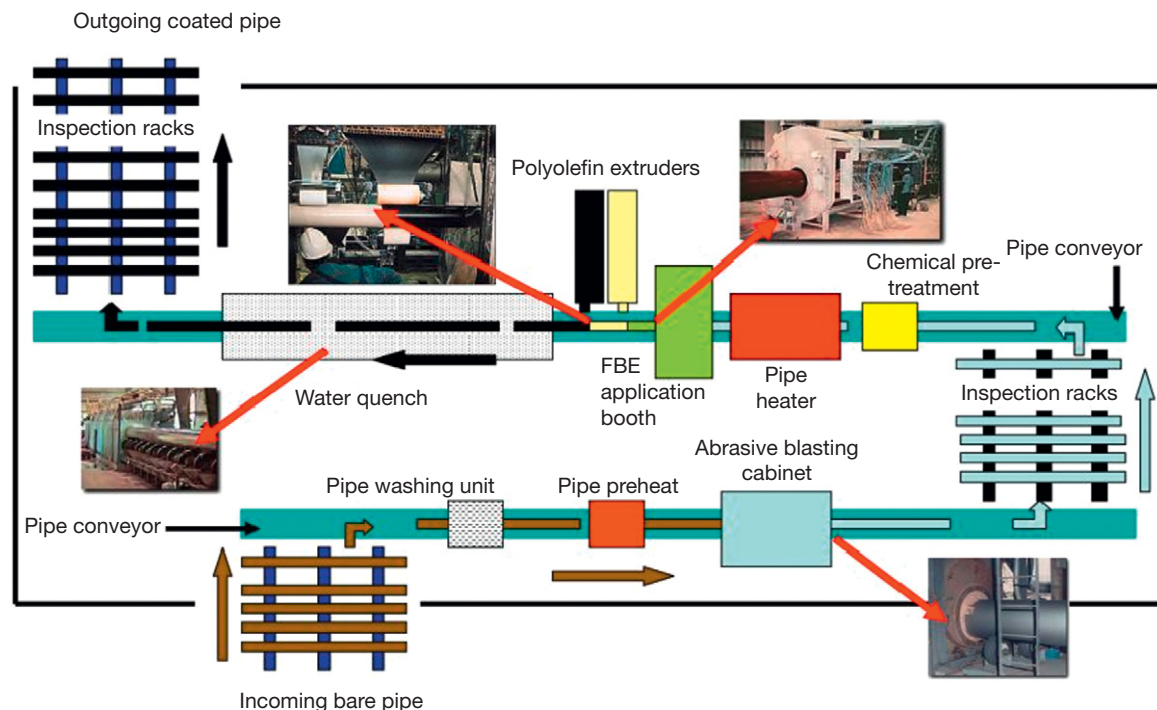 Outgoing coated pipe
Inspection racks
Polyolefin extruders
Chemical pre-
treatment
Pipe conveyor
FBE
application
booth
Pipe
heater
Water quench
Inspection racks
Abrasive blasting
cabinet
Pipe washing unit
Pipe preheat
Pipe conveyor
Incoming bare pipe